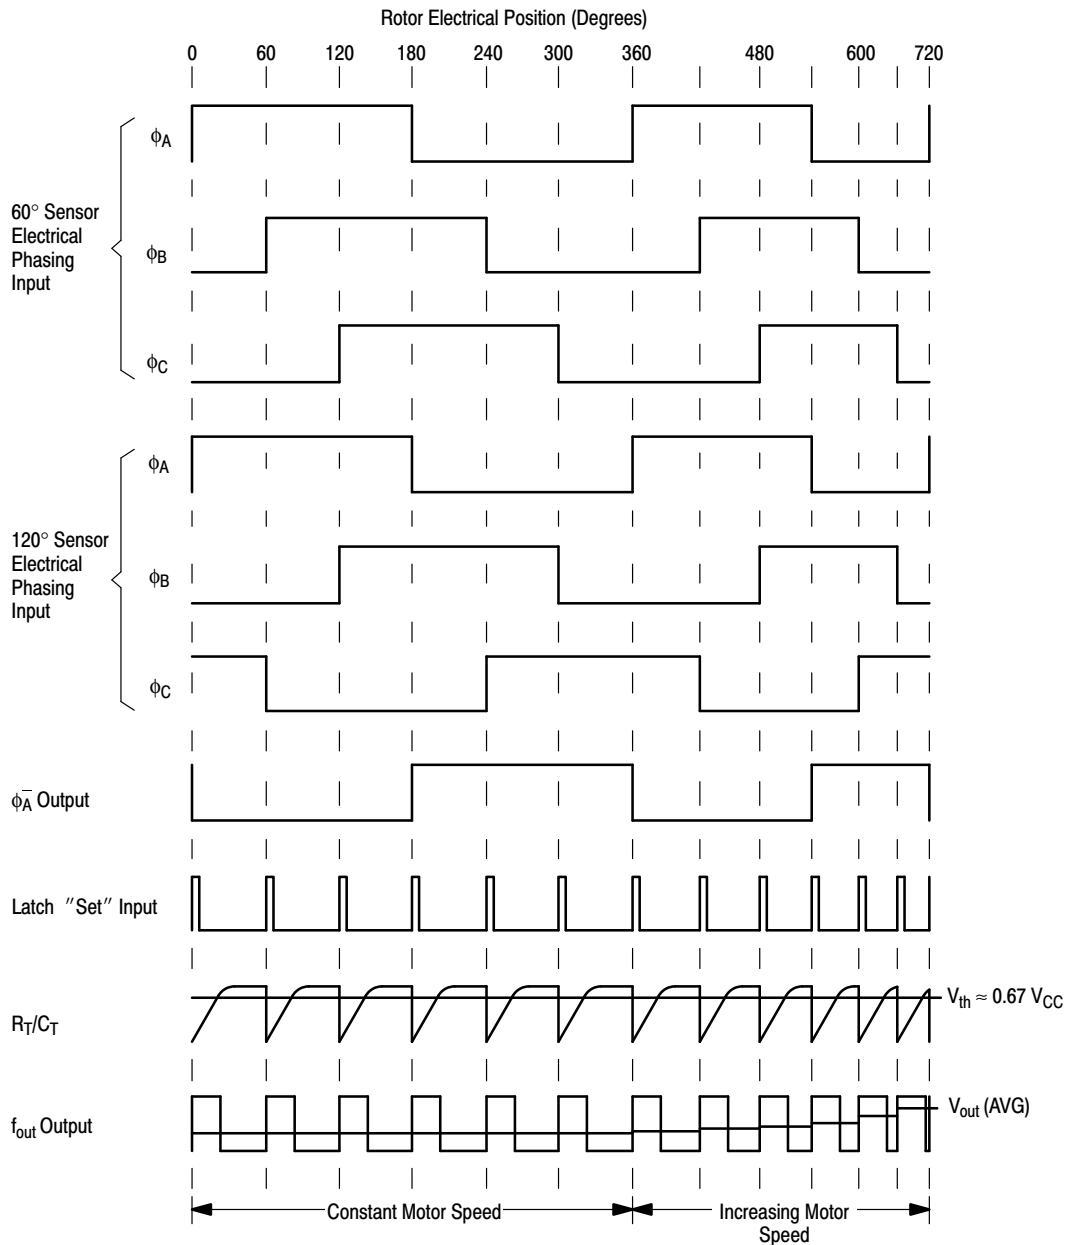 Rotor Electrical Position (Degrees)
0 60 120 180 240 300 360 480 600 720
60° Sensor
Electrical
Phasing
Input
ϕA
ϕB
ϕC
120° Sensor
Electrical
Phasing
Input
ϕA
ϕB
ϕC
ϕA̅ Output
Latch ″Set″ Input
RT/CT
Vth ≈ 0.67 VCC
fout Output
Vout (AVG)
Constant Motor Speed
Increasing Motor
Speed